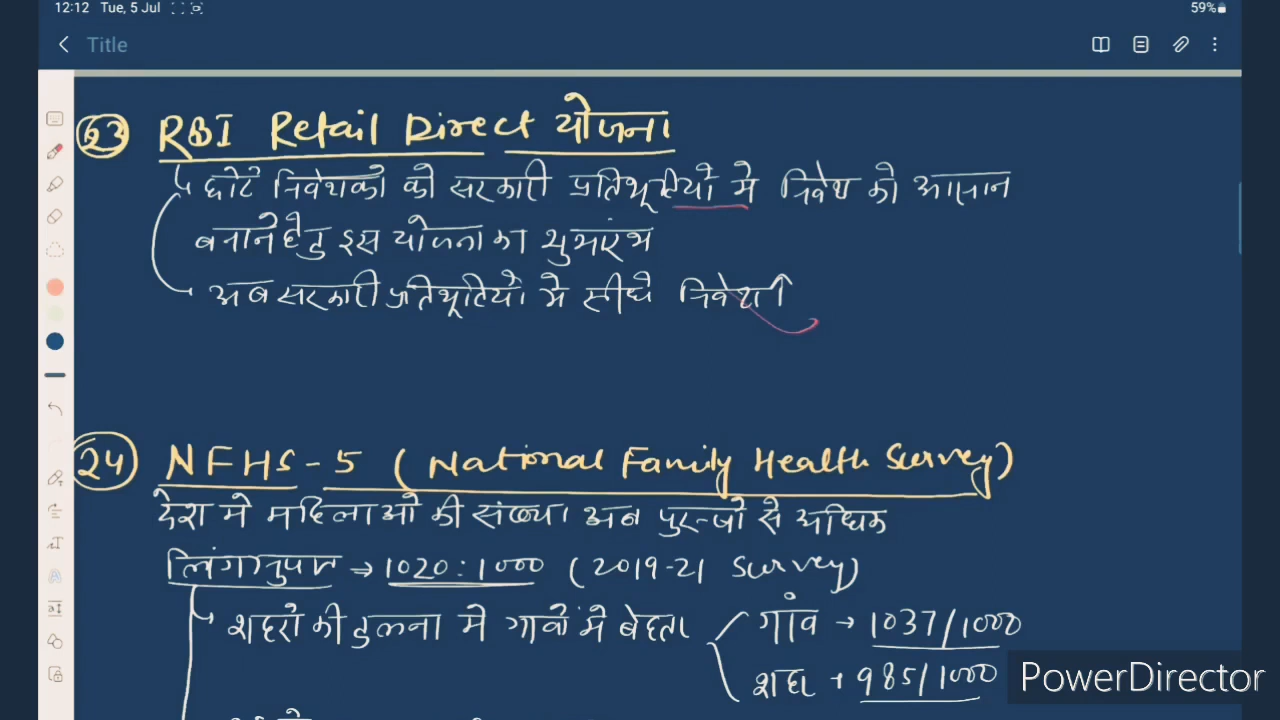 12:12 Tue, 5 Jul
59%
Title
63 RBI Retail Direct योजना
छोटे निवेशकों को सरकारी प्रतिभूतियों में निवेश को आसान
बनाने हेतु इस योजना का शुभारंभ
अब सरकारी प्रतिभूतियों में सीधे निवेश
24 NFHS-5 (National Family Health Survey)
देश में महिलाओं की संख्या अब पुरुषों से अधिक
लिंगानुपात → 1020:1000 (2019-21 Survey)
शहरों की तुलना में गावों में बेहतर
गांव → 1037/1000
शहर → 985/1000
PowerDirector